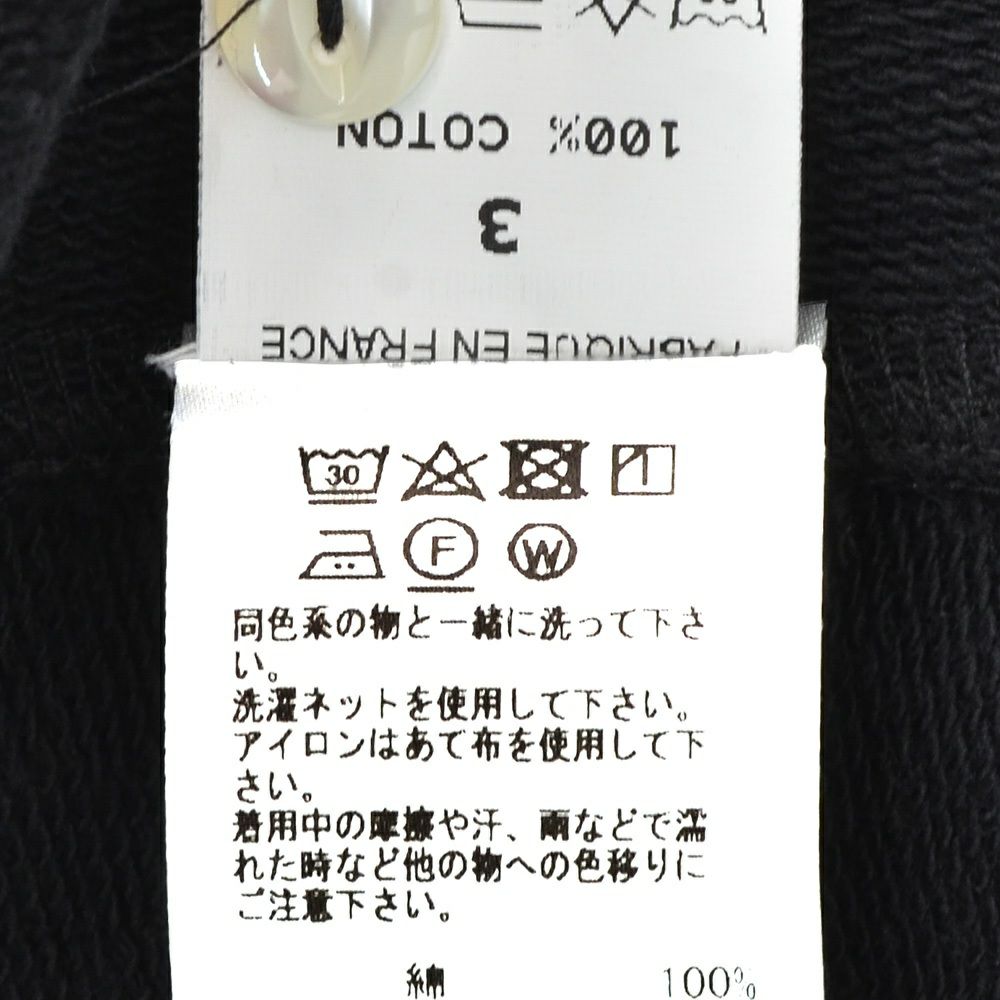 100% COTON
3
FABRIQUE EN FRANCE
30
1
F
W
同色系の物と一緒に洗って下さ
い。
洗濯ネットを使用して下さい。
アイロンはあて布を使用して下
さい。
着用中の摩擦や汗、雨などで濡
れた時など他の物への色移りに
ご注意下さい。
綿 100%